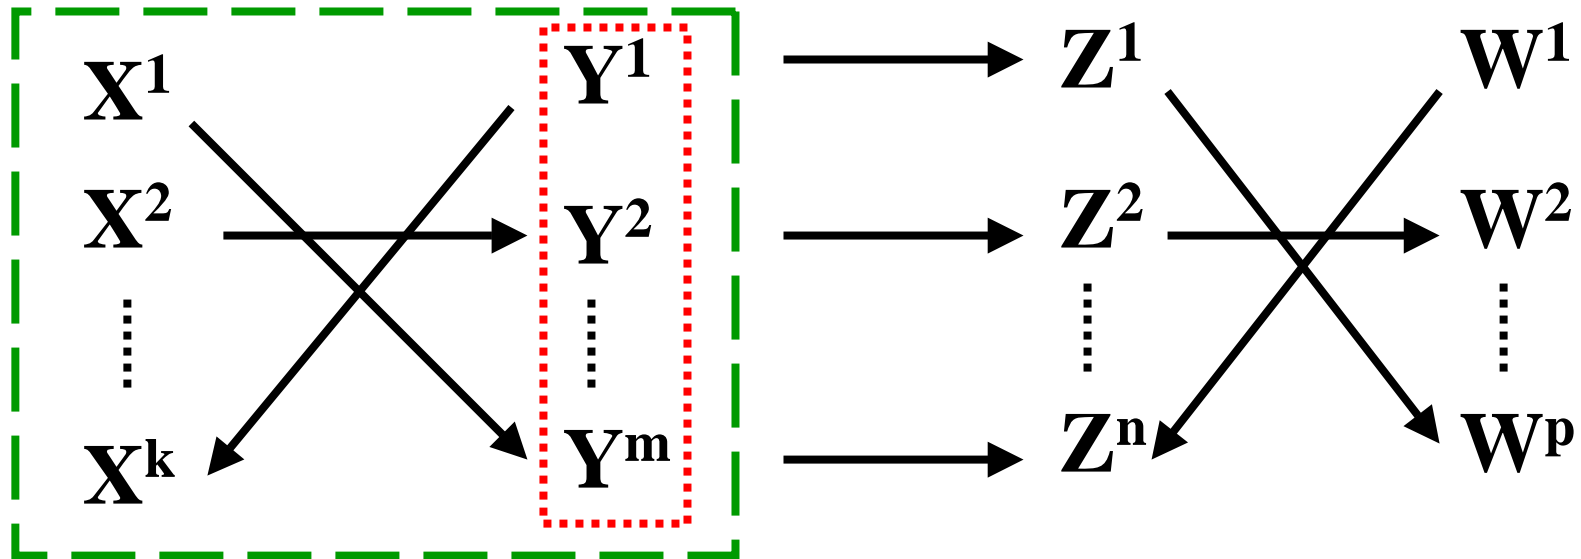 X¹ Y¹ Z¹ W¹
X² Y² Z² W²
Xᵏ Yᵐ Zⁿ Wᵖ